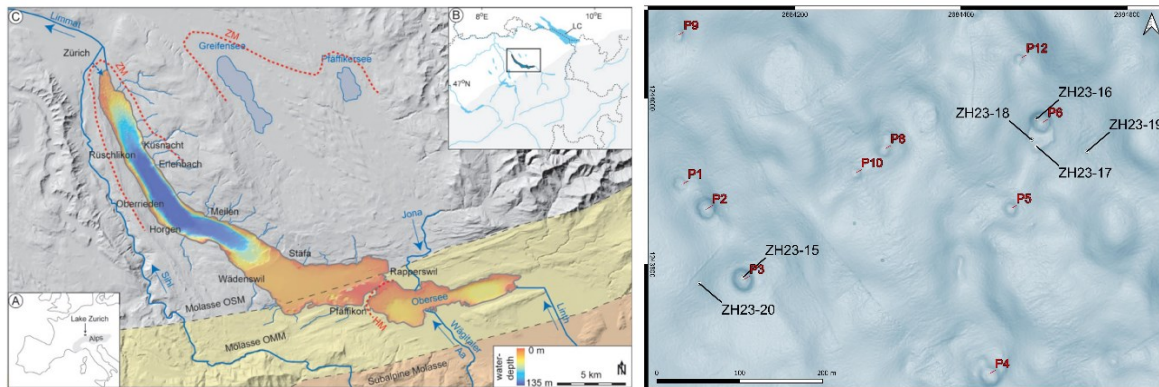 C
Limmat
Zürich
ZM
Greifensee
ZM
Pfäffikersee
B
8°E
10°E
LC
47°N
Küsnacht
Rüschlikon
Erlenbach
Oberrieden
Meilen
Horgen
Stäfa
Jona
Wädenswil
Rapperswil
Sihl
Molasse OSM
Obersee
Pfäffikon
HM
Linth
Wägitaler
Aa
Molasse OMM
Subalpine Molasse
A
Lake Zurich
Alps
water-
depth
0 m
135 m
N
5 km
2694200
2694400
2694600
P9
P12
ZH23-16
P6
ZH23-18
ZH23-19
P8
ZH23-17
P10
P1
P2
P5
ZH23-15
P3
ZH23-20
P4
0
100
200 m